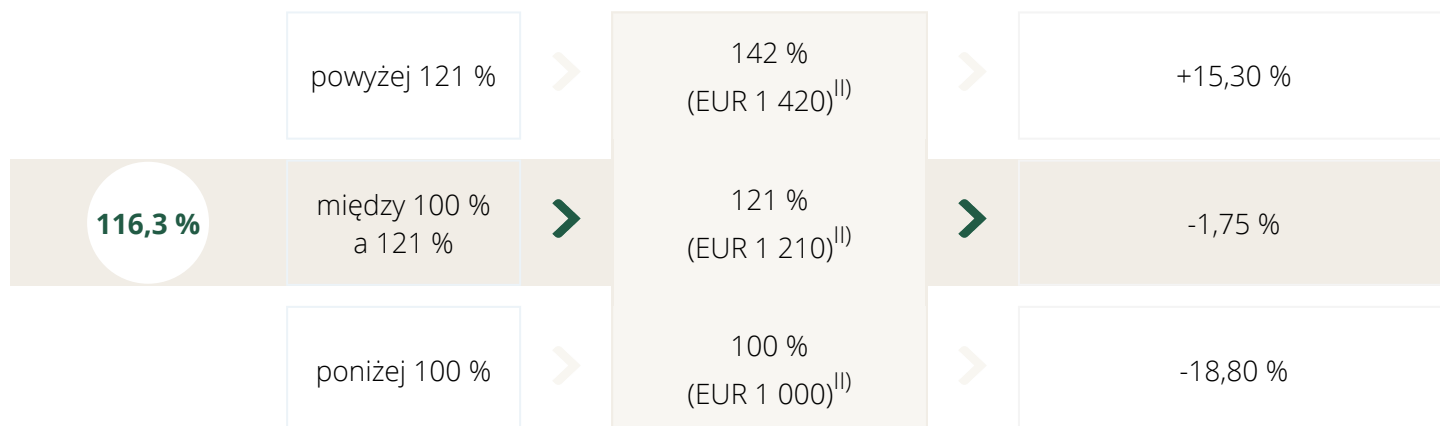 powyżej 121 %
142 %
(EUR 1 420)II)
+15,30 %
116,3 %
między 100 %
a 121 %
121 %
(EUR 1 210)II)
-1,75 %
poniżej 100 %
100 %
(EUR 1 000)II)
-18,80 %